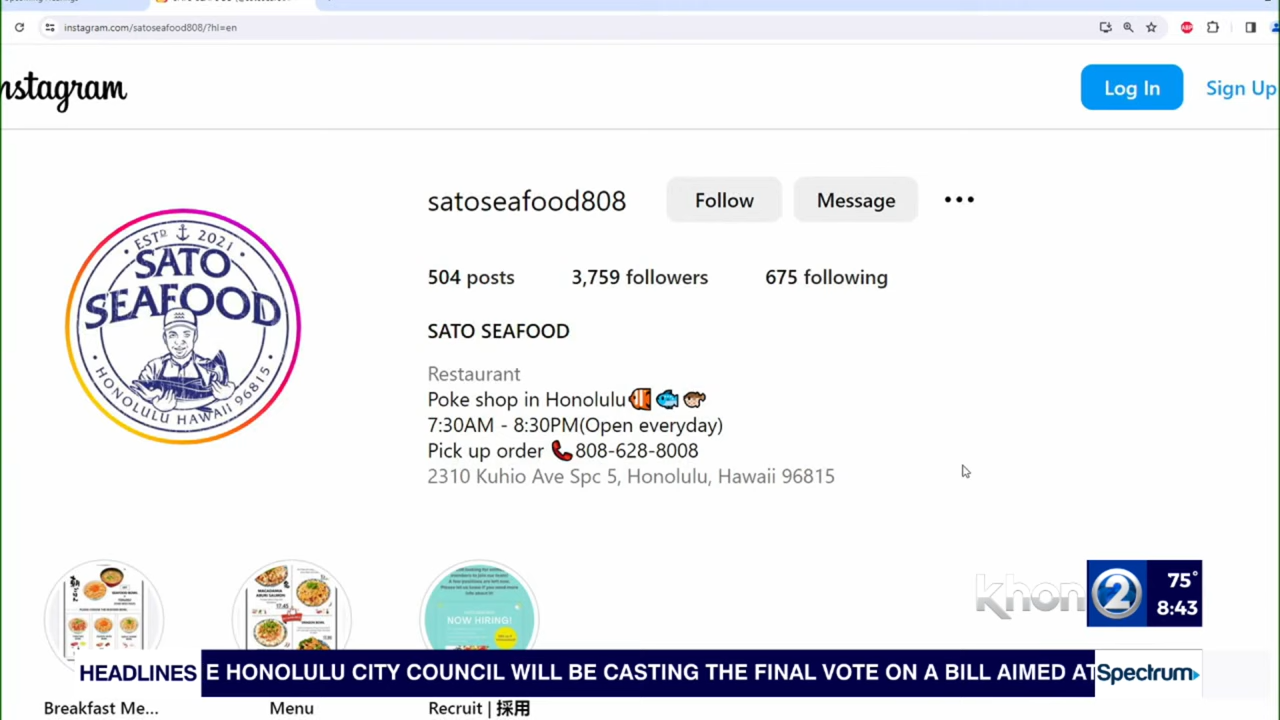 instagram.com/satoseafood808/?hl=en
nstagram
Log In
Sign Up
satoseafood808
Follow
Message
504 posts
3,759 followers
675 following
ESTD 2021
SATO
SEAFOOD
HONOLULU HAWAII 96815
SATO SEAFOOD
Restaurant
Poke shop in Honolulu🐠🐟🐡
7:30AM - 8:30PM(Open everyday)
Pick up order 📞808-628-8008
2310 Kuhio Ave Spc 5, Honolulu, Hawaii 96815
NOW HIRING!
khon 2
75°
8:43
HEADLINES
E HONOLULU CITY COUNCIL WILL BE CASTING THE FINAL VOTE ON A BILL AIMED AT
Spectrum
Breakfast Me...
Menu
Recruit | 採用